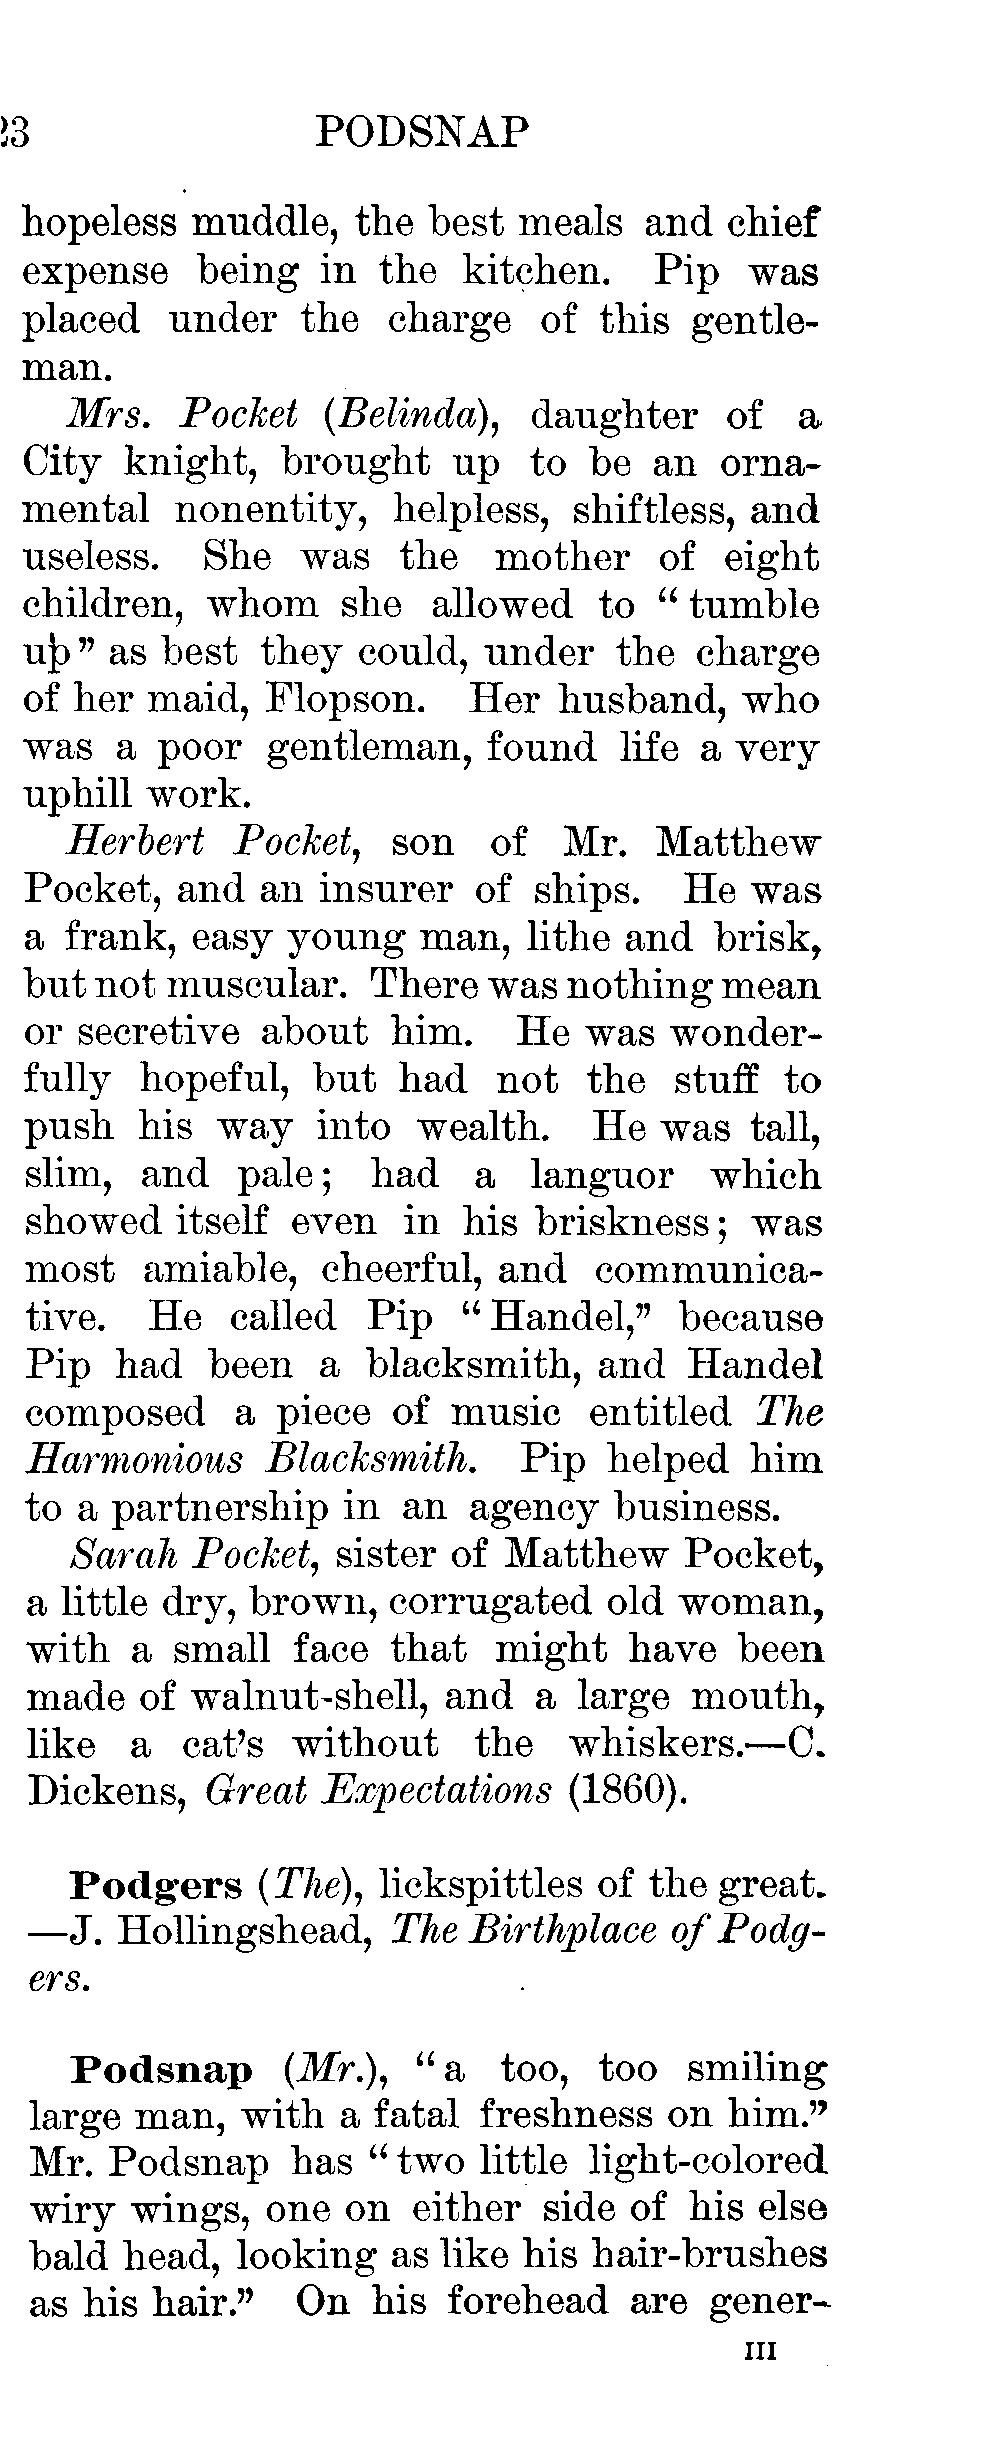 23 PODSNAP
hopeless muddle, the best meals and chief
expense being in the kitchen. Pip was
placed under the charge of this gentle-
man.
Mrs. Pocket (Belinda), daughter of a
City knight, brought up to be an orna-
mental nonentity, helpless, shiftless, and
useless. She was the mother of eight
children, whom she allowed to “tumble
up” as best they could, under the charge
of her maid, Flopson. Her husband, who
was a poor gentleman, found life a very
uphill work.
Herbert Pocket, son of Mr. Matthew
Pocket, and an insurer of ships. He was
a frank, easy young man, lithe and brisk,
but not muscular. There was nothing mean
or secretive about him. He was wonder-
fully hopeful, but had not the stuff to
push his way into wealth. He was tall,
slim, and pale; had a languor which
showed itself even in his briskness; was
most amiable, cheerful, and communica-
tive. He called Pip “Handel,” because
Pip had been a blacksmith, and Handel
composed a piece of music entitled The
Harmonious Blacksmith. Pip helped him
to a partnership in an agency business.
Sarah Pocket, sister of Matthew Pocket,
a little dry, brown, corrugated old woman,
with a small face that might have been
made of walnut-shell, and a large mouth,
like a cat’s without the whiskers.—C.
Dickens, Great Expectations (1860).
Podgers (The), lickspittles of the great.
—J. Hollingshead, The Birthplace of Podg-
ers.
Podsnap (Mr.), “a too, too smiling
large man, with a fatal freshness on him.”
Mr. Podsnap has “two little light-colored
wiry wings, one on either side of his else
bald head, looking as like his hair-brushes
as his hair.” On his forehead are gener-
III